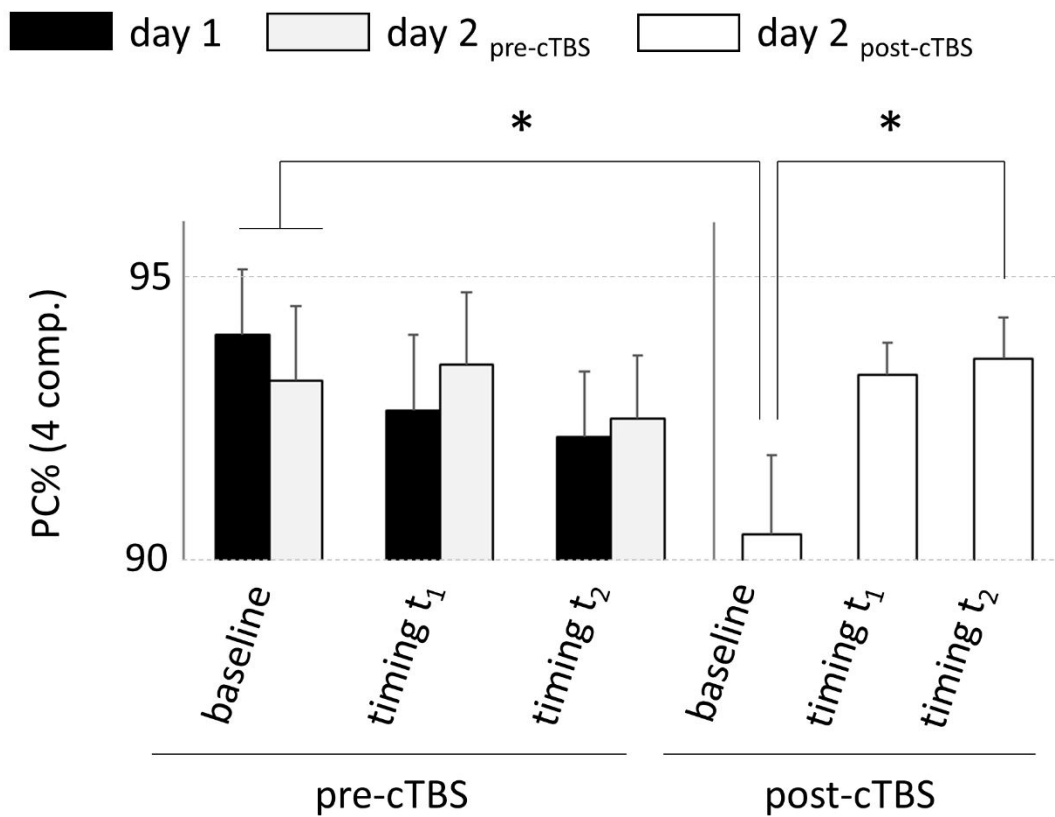 day 1 day 2 pre-cTBS day 2 post-cTBS
* *
95
PC% (4 comp.)
90
baseline timing t₁ timing t₂ baseline timing t₁ timing t₂
pre-cTBS post-cTBS